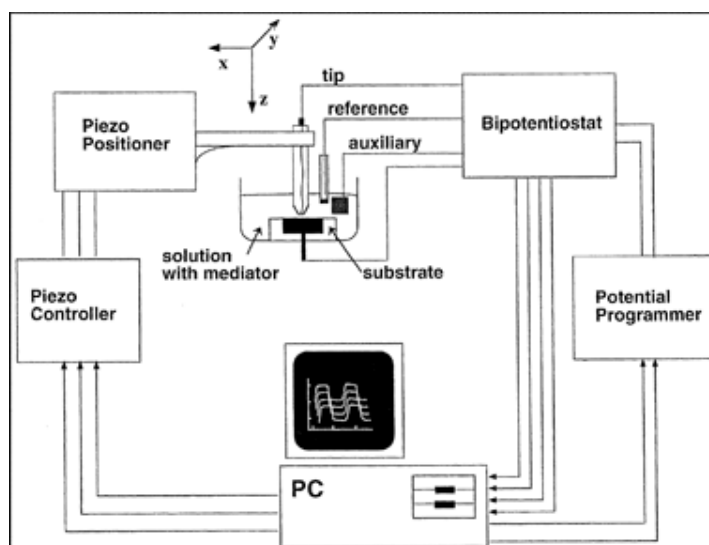 y
x
z
tip
reference
auxiliary
Piezo
Positioner
Bipotentiostat
solution
with mediator
substrate
Piezo
Controller
Potential
Programmer
PC